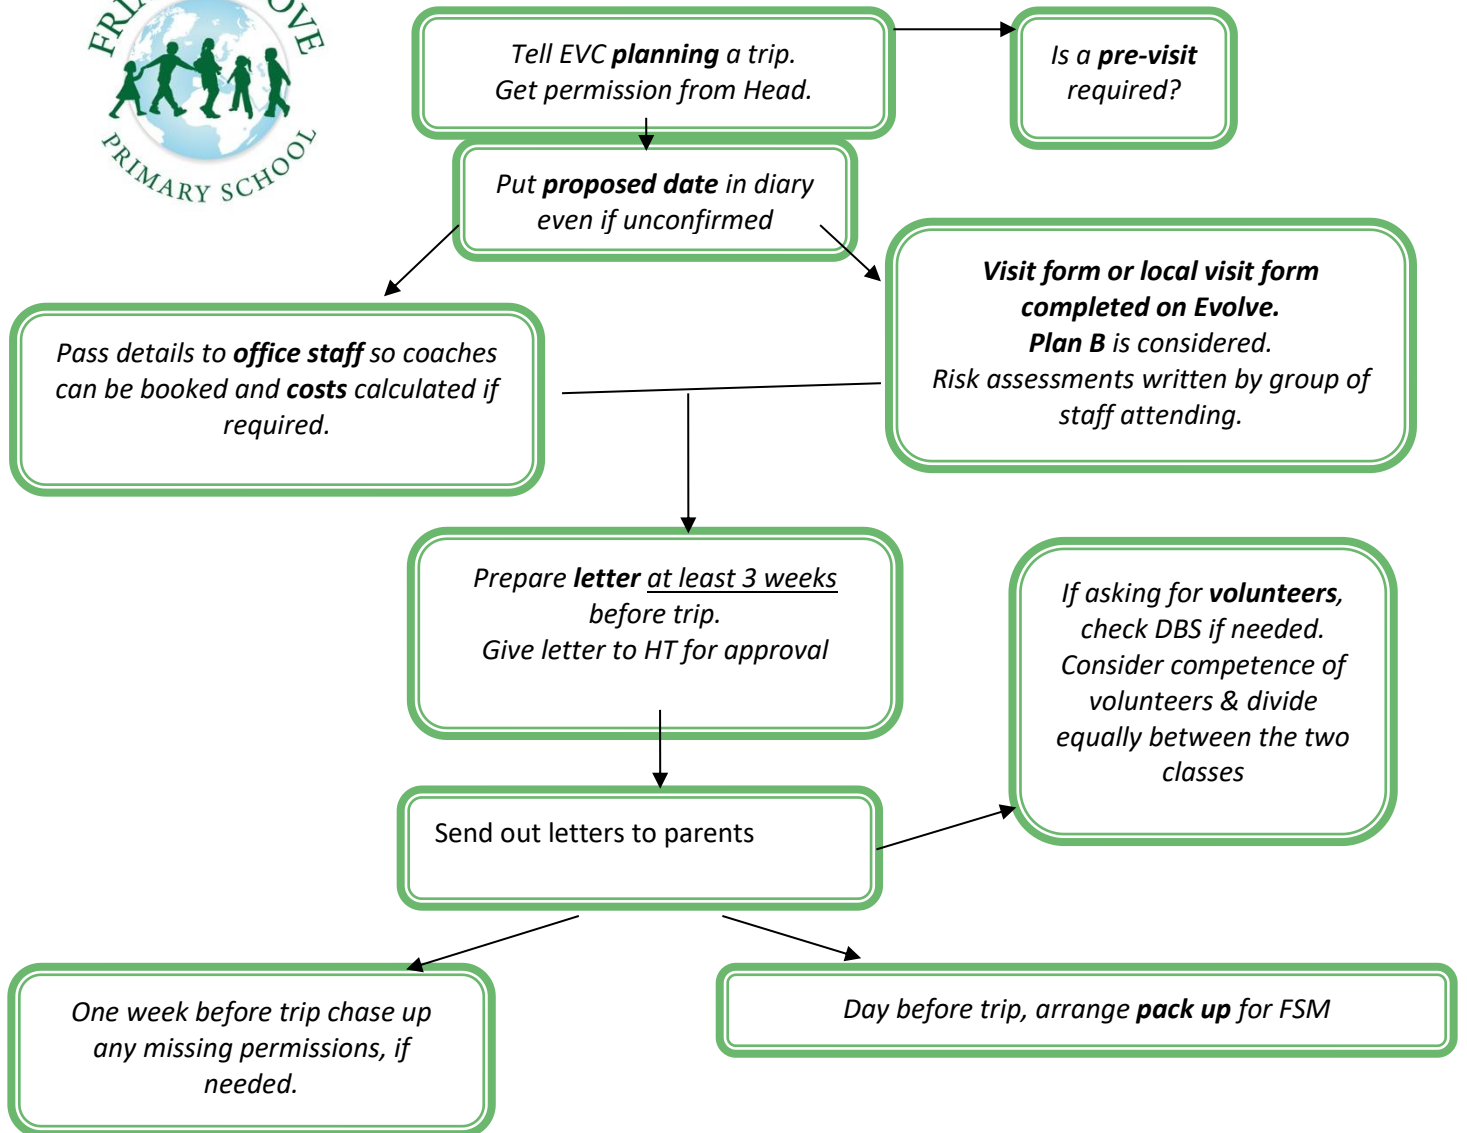 PRIMARY SCHOOL
Tell EVC planning a trip.
Get permission from Head.
Is a pre-visit
required?
Put proposed date in diary
even if unconfirmed
Visit form or local visit form
completed on Evolve.
Plan B is considered.
Risk assessments written by group of
staff attending.
Pass details to office staff so coaches
can be booked and costs calculated if
required.
Prepare letter at least 3 weeks
before trip.
Give letter to HT for approval
If asking for volunteers,
check DBS if needed.
Consider competence of
volunteers & divide
equally between the two
classes
Send out letters to parents
One week before trip chase up
any missing permissions, if
needed.
Day before trip, arrange pack up for FSM